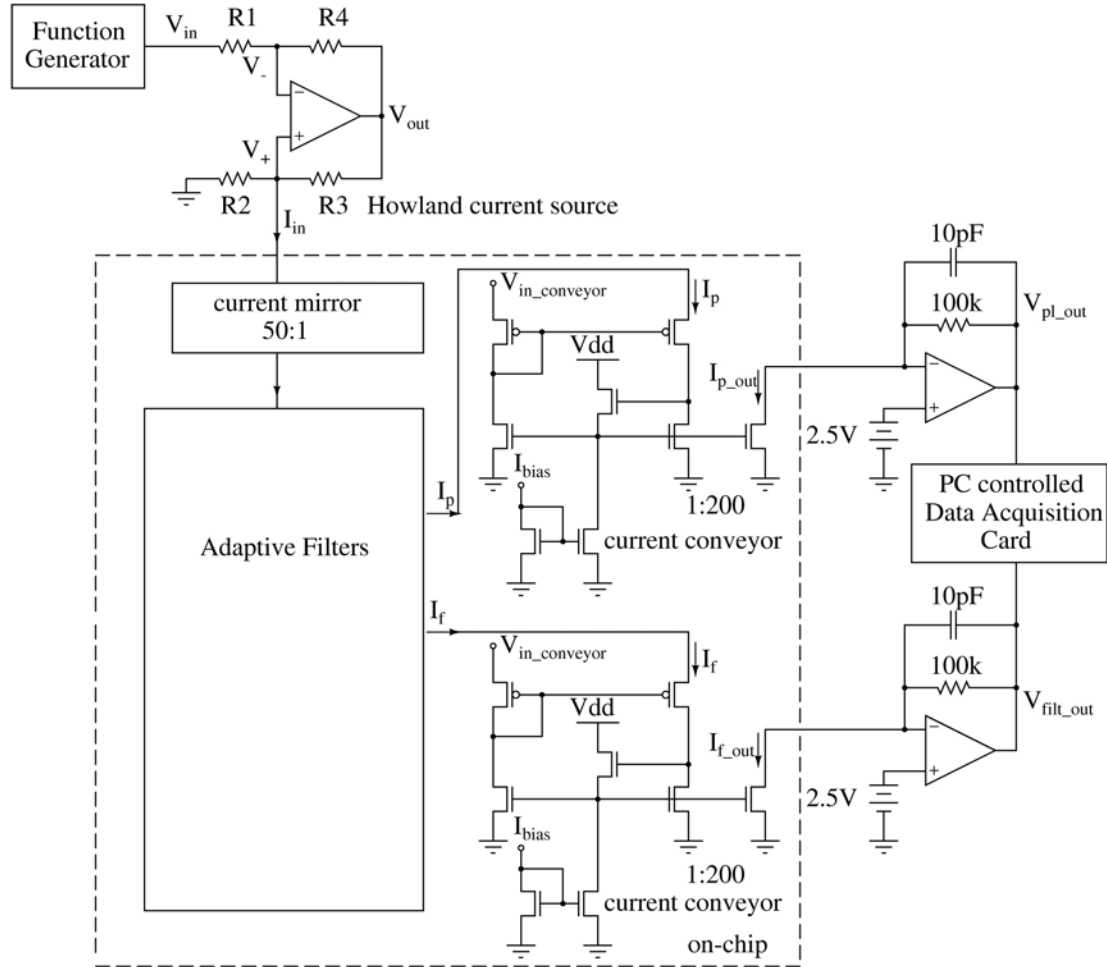 Function
Generator
V_in
R1
R4
V_-
V_+
V_out
R2
R3
Howland current source
I_in
current mirror
50:1
Adaptive Filters
V_in_conveyor
I_p
Vdd
I_p_out
I_bias
I_p
1:200
current conveyor
I_f
V_in_conveyor
I_f
Vdd
I_f_out
I_bias
1:200
current conveyor
on-chip
10pF
100k
V_pl_out
−
+
2.5V
PC controlled
Data Acquisition
Card
10pF
100k
V_filt_out
−
+
2.5V
−
+